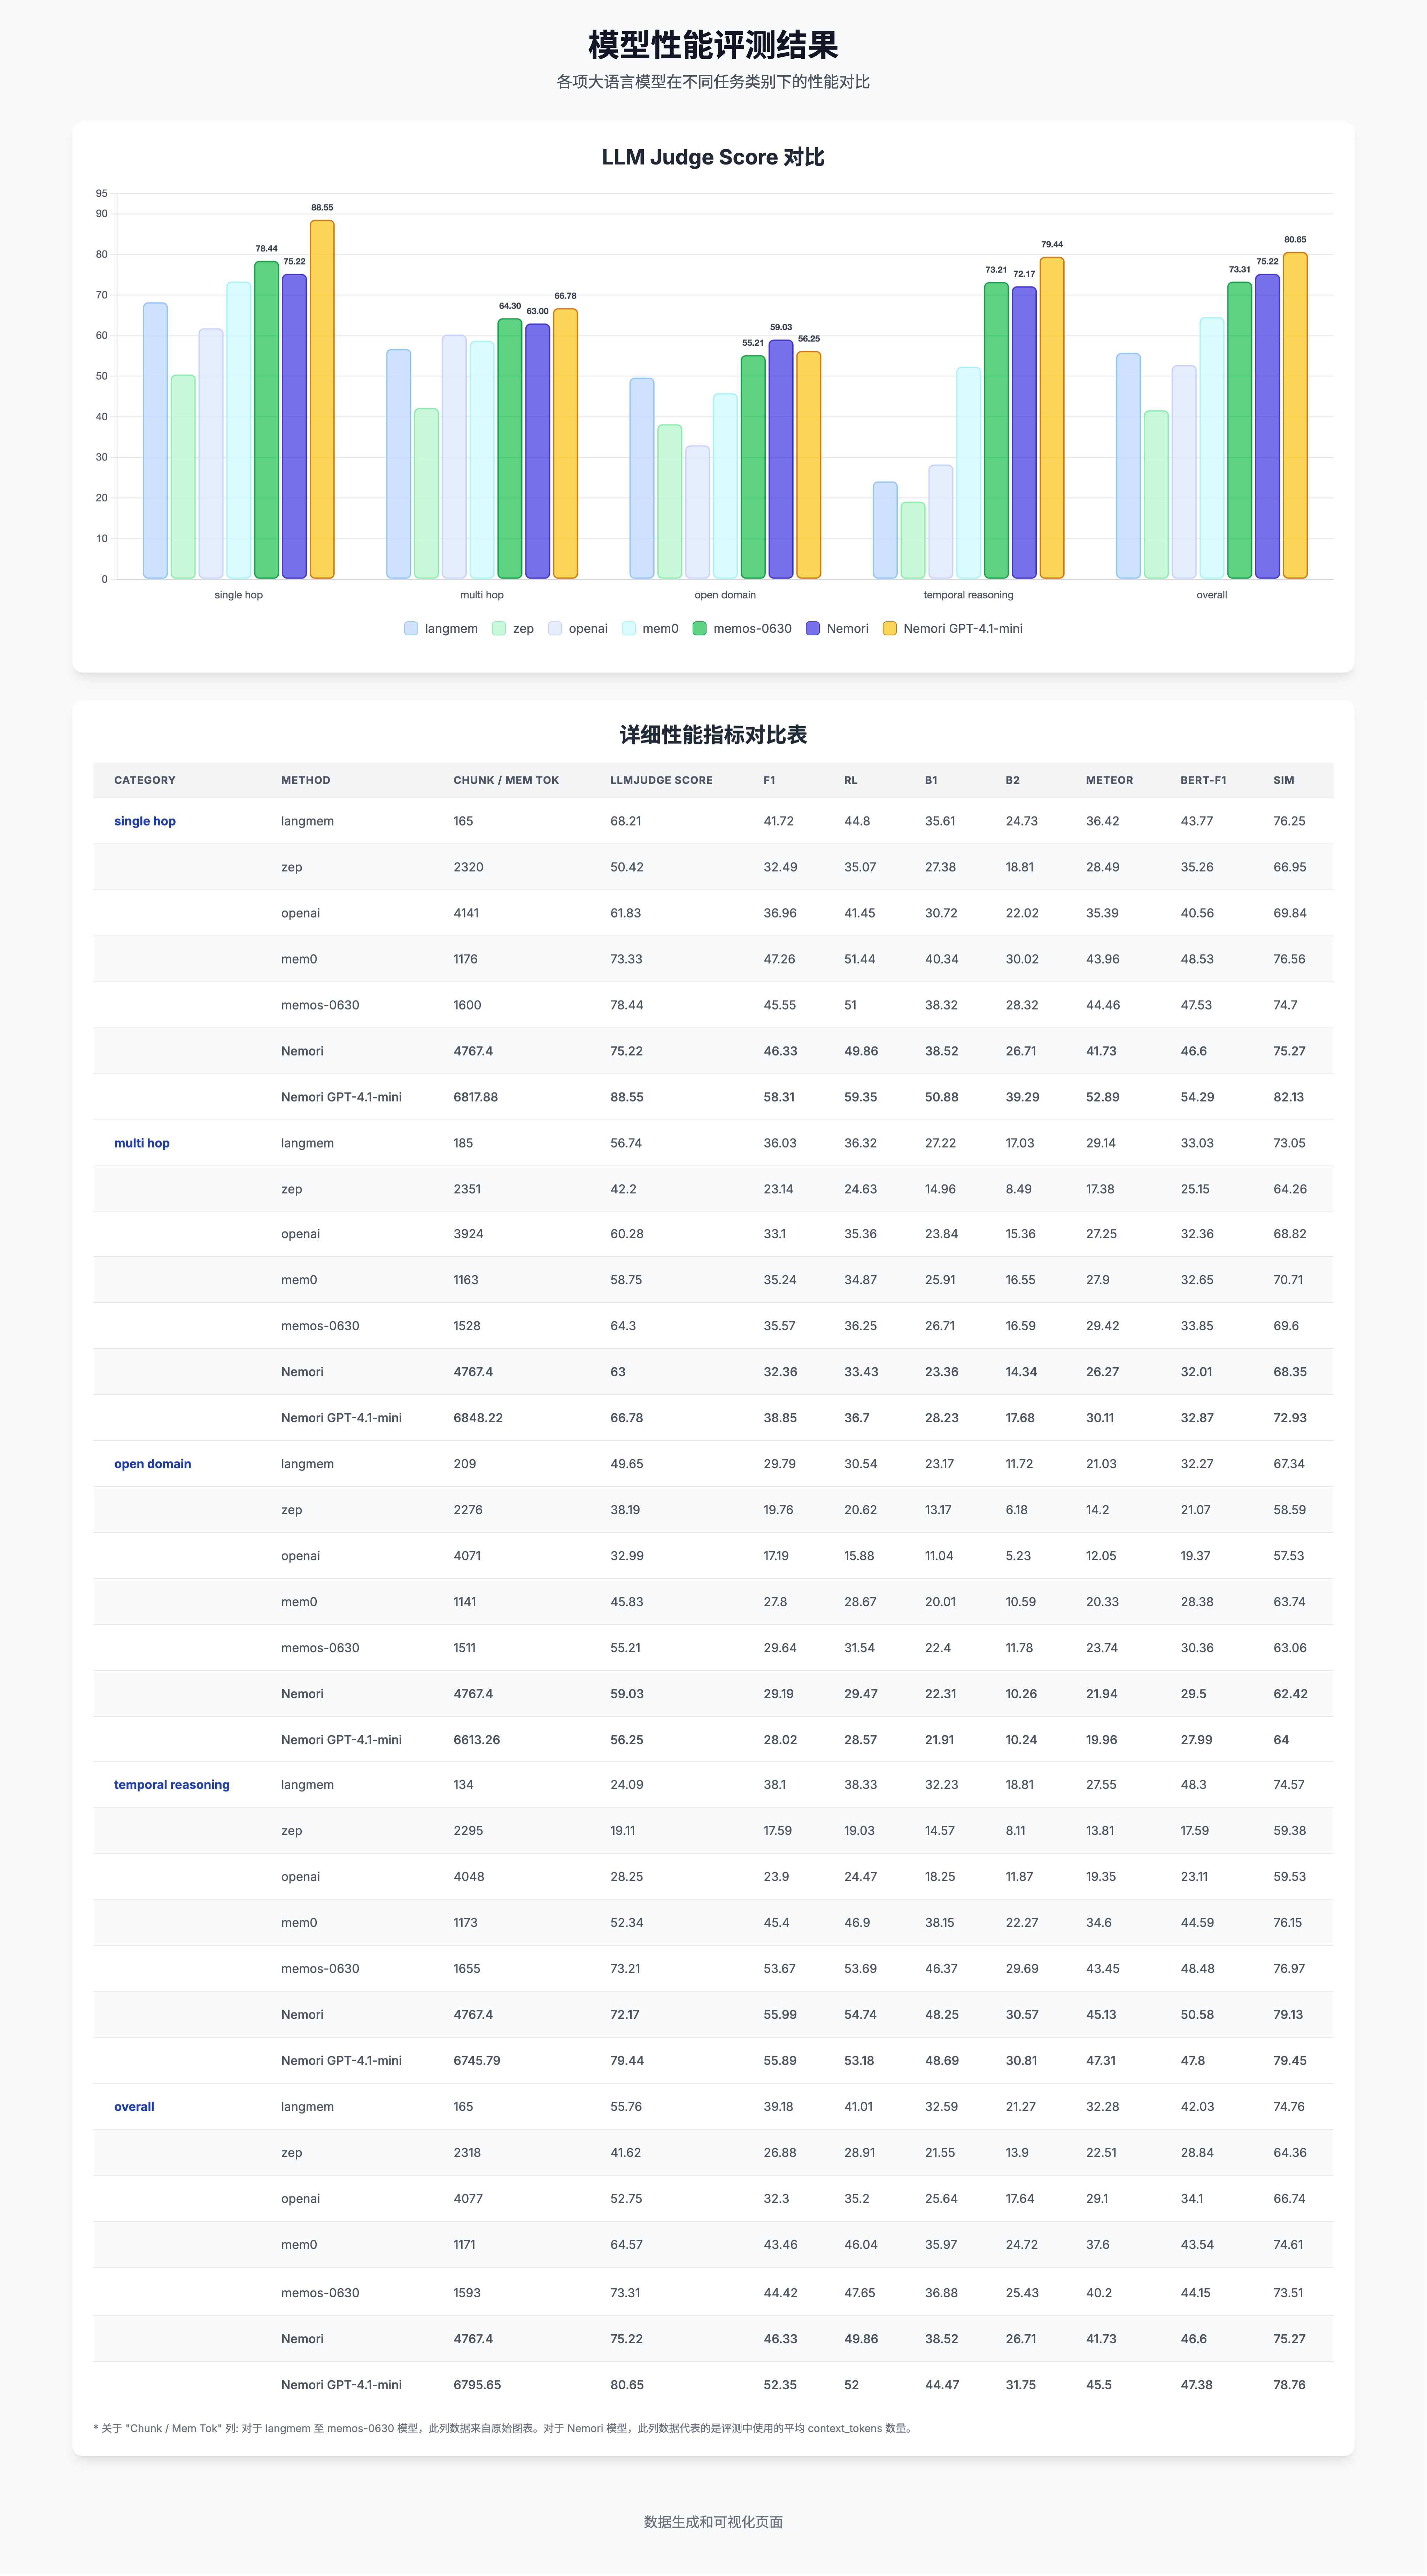 模型性能评测结果
各项大语言模型在不同任务类别下的性能对比
LLM Judge Score 对比
95
90
80
70
60
50
40
30
20
10
0
88.55
78.44
75.22
64.30
63.00
66.78
55.21
59.03
56.25
73.21
72.17
79.44
73.31
75.22
80.65
single hop
multi hop
open domain
temporal reasoning
overall
langmem zep openai mem0 memos-0630 Nemori Nemori GPT-4.1-mini
详细性能指标对比表
CATEGORY METHOD CHUNK / MEM TOK LLMJUDGE SCORE F1 RL B1 B2 METEOR BERT-F1 SIM
single hop langmem 165 68.21 41.72 44.8 35.61 24.73 36.42 43.77 76.25
zep 2320 50.42 32.49 35.07 27.38 18.81 28.49 35.26 66.95
openai 4141 61.83 36.96 41.45 30.72 22.02 35.39 40.56 69.84
mem0 1176 73.33 47.26 51.44 40.34 30.02 43.96 48.53 76.56
memos-0630 1600 78.44 45.55 51 38.32 28.32 44.46 47.53 74.7
Nemori 4767.4 75.22 46.33 49.86 38.52 26.71 41.73 46.6 75.27
Nemori GPT-4.1-mini 6817.88 88.55 58.31 59.35 50.88 39.29 52.89 54.29 82.13
multi hop langmem 185 56.74 36.03 36.32 27.22 17.03 29.14 33.03 73.05
zep 2351 42.2 23.14 24.63 14.96 8.49 17.38 25.15 64.26
openai 3924 60.28 33.1 35.36 23.84 15.36 27.25 32.36 68.82
mem0 1163 58.75 35.24 34.87 25.91 16.55 27.9 32.65 70.71
memos-0630 1528 64.3 35.57 36.25 26.71 16.59 29.42 33.85 69.6
Nemori 4767.4 63 32.36 33.43 23.36 14.34 26.27 32.01 68.35
Nemori GPT-4.1-mini 6848.22 66.78 38.85 36.7 28.23 17.68 30.11 32.87 72.93
open domain langmem 209 49.65 29.79 30.54 23.17 11.72 21.03 32.27 67.34
zep 2276 38.19 19.76 20.62 13.17 6.18 14.2 21.07 58.59
openai 4071 32.99 17.19 15.88 11.04 5.23 12.05 19.37 57.53
mem0 1141 45.83 27.8 28.67 20.01 10.59 20.33 28.38 63.74
memos-0630 1511 55.21 29.64 31.54 22.4 11.78 23.74 30.36 63.06
Nemori 4767.4 59.03 29.19 29.47 22.31 10.26 21.94 29.5 62.42
Nemori GPT-4.1-mini 6613.26 56.25 28.02 28.57 21.91 10.24 19.96 27.99 64
temporal reasoning langmem 134 24.09 38.1 38.33 32.23 18.81 27.55 48.3 74.57
zep 2295 19.11 17.59 19.03 14.57 8.11 13.81 17.59 59.38
openai 4048 28.25 23.9 24.47 18.25 11.87 19.35 23.11 59.53
mem0 1173 52.34 45.4 46.9 38.15 22.27 34.6 44.59 76.15
memos-0630 1655 73.21 53.67 53.69 46.37 29.69 43.45 48.48 76.97
Nemori 4767.4 72.17 55.99 54.74 48.25 30.57 45.13 50.58 79.13
Nemori GPT-4.1-mini 6745.79 79.44 55.89 53.18 48.69 30.81 47.31 47.8 79.45
overall langmem 165 55.76 39.18 41.01 32.59 21.27 32.28 42.03 74.76
zep 2318 41.62 26.88 28.91 21.55 13.9 22.51 28.84 64.36
openai 4077 52.75 32.3 35.2 25.64 17.64 29.1 34.1 66.74
mem0 1171 64.57 43.46 46.04 35.97 24.72 37.6 43.54 74.61
memos-0630 1593 73.31 44.42 47.65 36.88 25.43 40.2 44.15 73.51
Nemori 4767.4 75.22 46.33 49.86 38.52 26.71 41.73 46.6 75.27
Nemori GPT-4.1-mini 6795.65 80.65 52.35 52 44.47 31.75 45.5 47.38 78.76
* 关于 "Chunk / Mem Tok" 列: 对于 langmem 至 memos-0630 模型，此列数据来自原始图表。对于 Nemori 模型，此列数据代表的是评测中使用的平均 context_tokens 数量。
数据生成和可视化页面